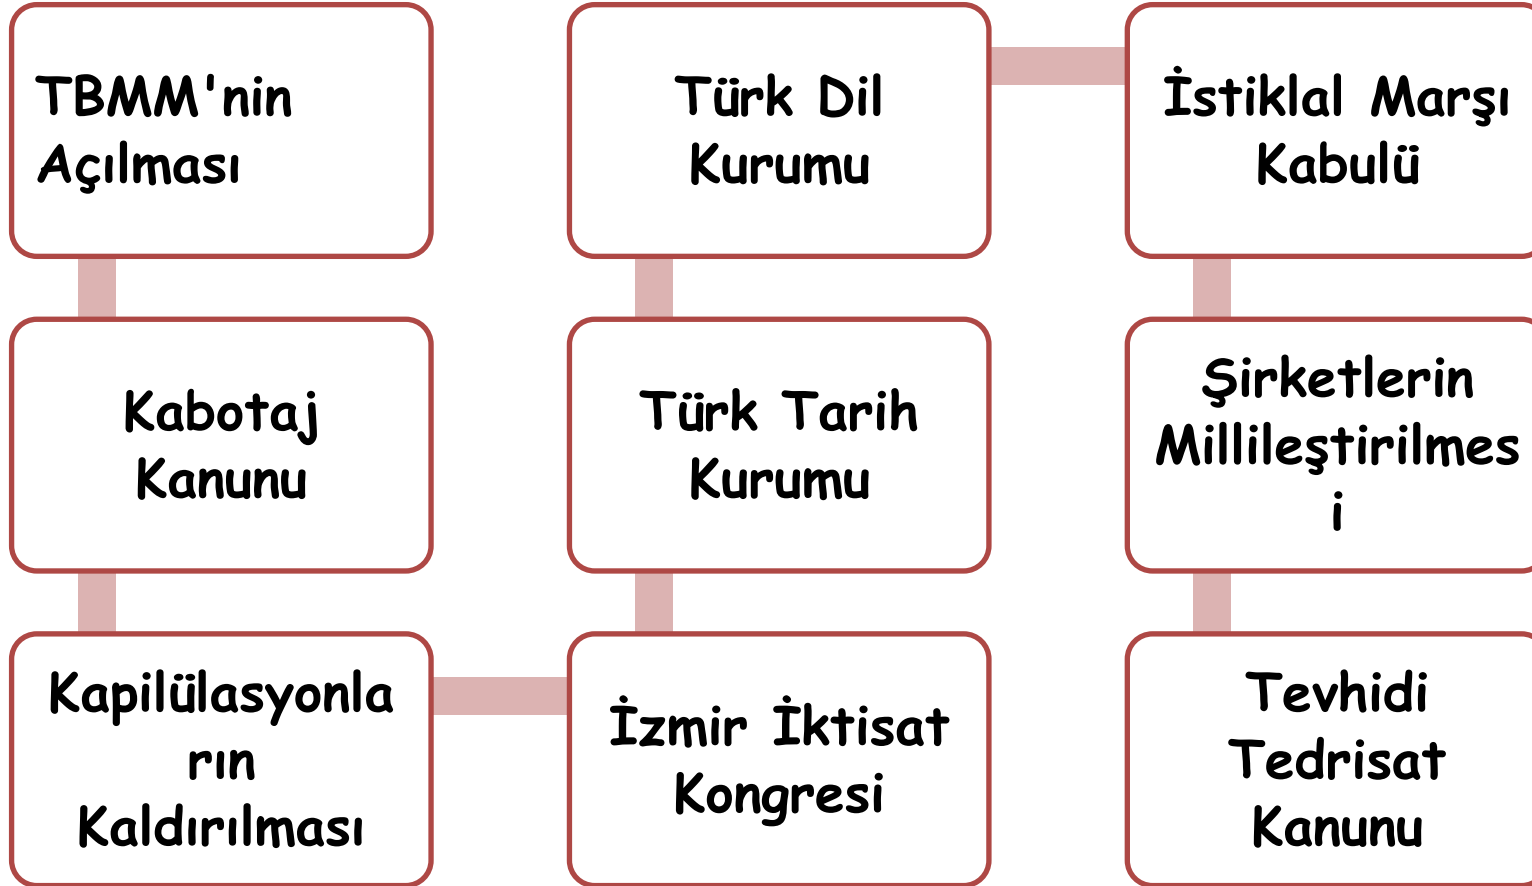 TBMM'nin
Açılması
Kabotaj
Kanunu
Kapilülasyonla
rın
Kaldırılması
İzmir İktisat
Kongresi
Türk Tarih
Kurumu
Türk Dil
Kurumu
İstiklal Marşı
Kabulü
Şirketlerin
Millileştirilmes
i
Tevhidi
Tedrisat
Kanunu